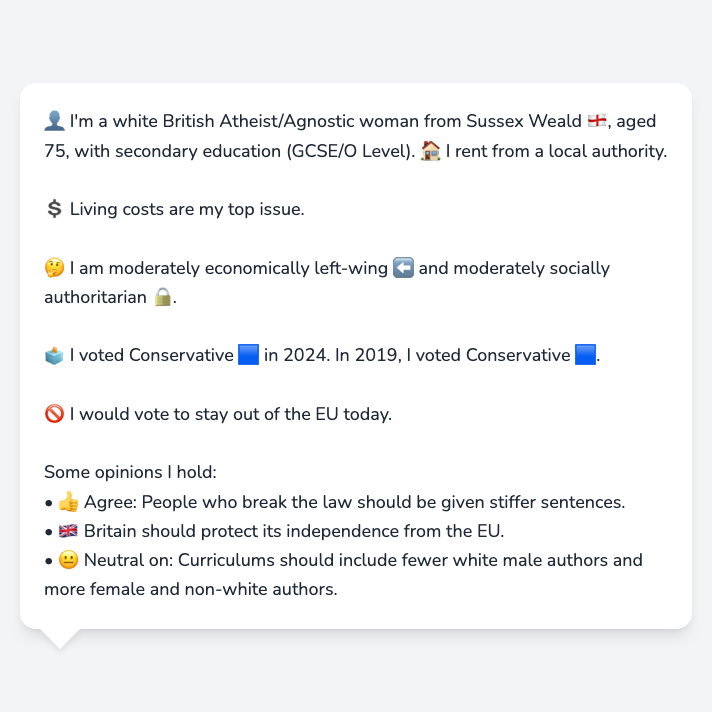 👤 I'm a white British Atheist/Agnostic woman from Sussex Weald 🏴󠁧󠁢󠁥󠁮󠁧󠁿, aged
75, with secondary education (GCSE/O Level). 🏠 I rent from a local authority.
💲 Living costs are my top issue.
🤔 I am moderately economically left-wing ⬅️ and moderately socially
authoritarian 🔒.
🗳️ I voted Conservative 🟦 in 2024. In 2019, I voted Conservative 🟦.
🚫 I would vote to stay out of the EU today.
Some opinions I hold:
• 👍 Agree: People who break the law should be given stiffer sentences.
• 🇬🇧 Britain should protect its independence from the EU.
• 😐 Neutral on: Curriculums should include fewer white male authors and
more female and non-white authors.